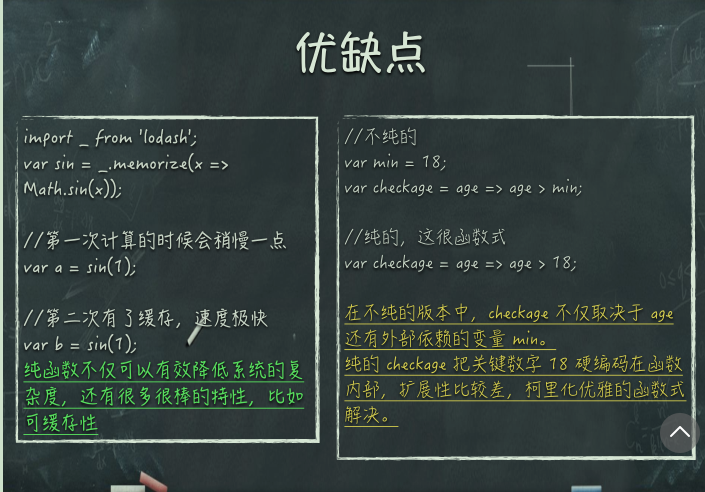 优缺点
import _ from 'lodash';
var sin = _.memorize(x =>
Math.sin(x));
//第一次计算的时候会稍慢一点
var a = sin(1);
//第二次有了缓存，速度极快
var b = sin(1);
纯函数不仅可以有效降低系统的复
杂度，还有很多很棒的特性，比如
可缓存性
//不纯的
var min = 18;
var checkage = age => age > min;
//纯的，这很函数式
var checkage = age => age > 18;
在不纯的版本中，checkage 不仅取决于 age
还有外部依赖的变量 min。
纯的 checkage 把关键数字 18 硬编码在函数
内部，扩展性比较差，柯里化优雅的函数式
解决。